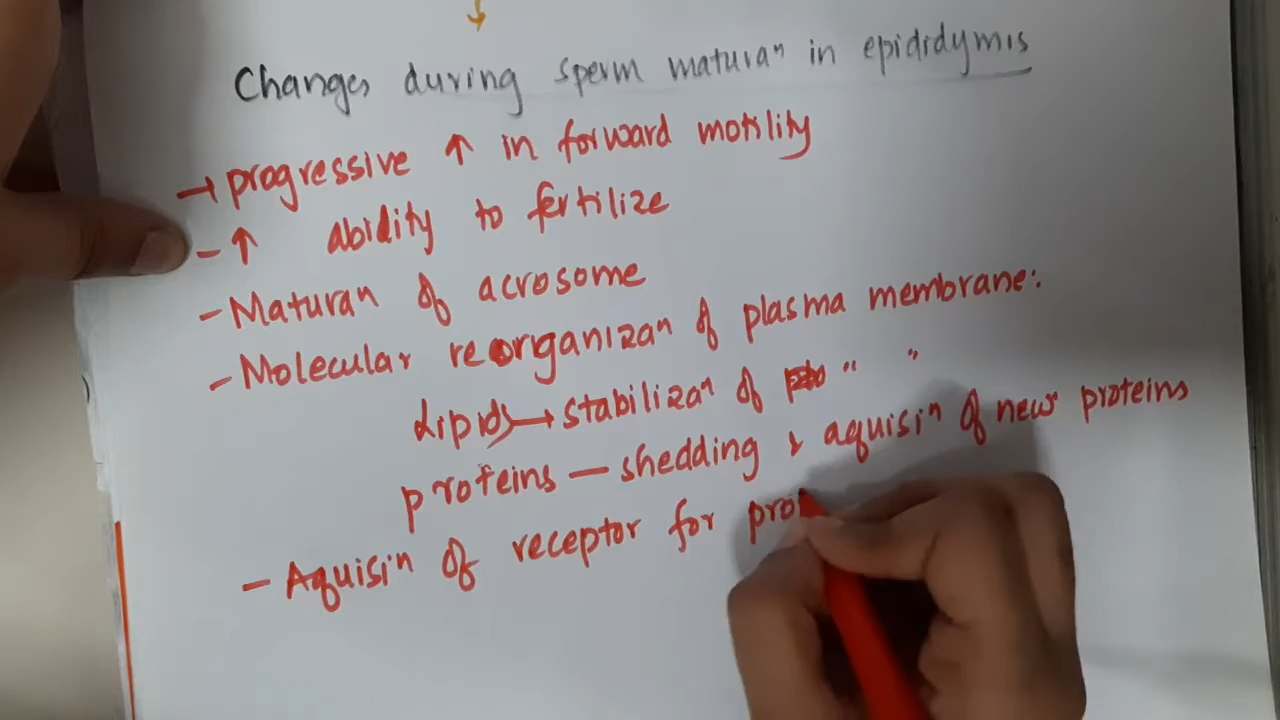 Changes during sperm maturaⁿ in epididymis
→ progressive ↑ in forward motility
- ↑ ability to fertilize
- Maturan of acrosome
- Molecular reorganizaⁿ of plasma membrane:
Lipids → stabilizaⁿ of " "
proteins — shedding & aquisiⁿ of new proteins
- Aquisiⁿ of receptor for pro